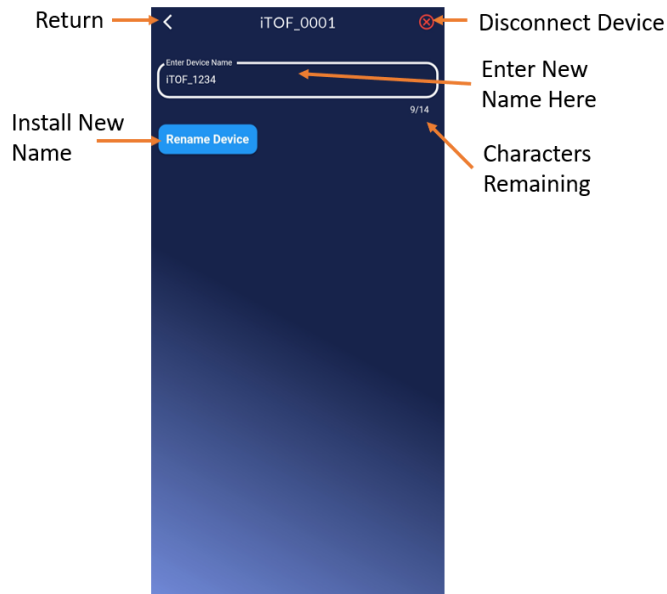 Return
iTOF_0001
Disconnect Device
Enter Device Name
iTOF_1234
Enter New
Name Here
9/14
Install New
Name
Rename Device
Characters
Remaining